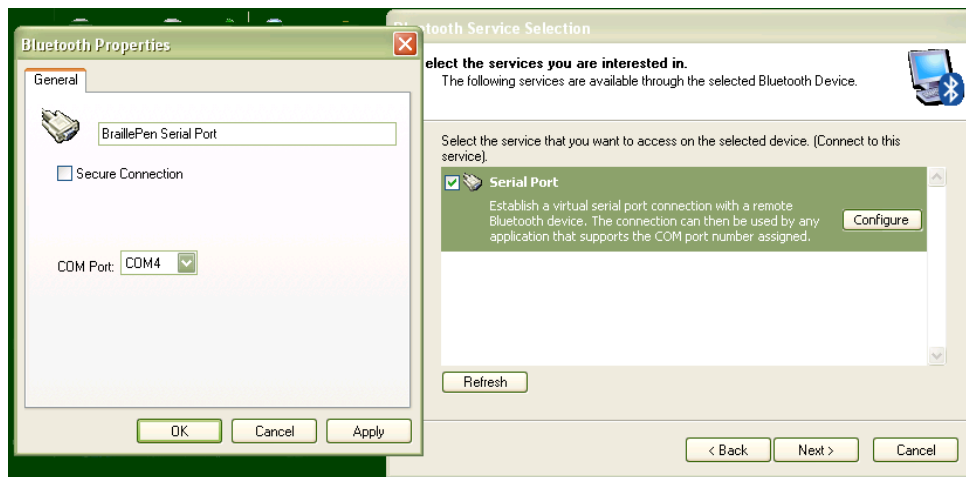 Bluetooth Properties
General
BraillePen Serial Port
Secure Connection
COM Port: COM4
OK Cancel Apply
tooth Service Selection
elect the services you are interested in.
The following services are available through the selected Bluetooth Device.
Select the service that you want to access on the selected device. (Connect to this
service).
Serial Port
Establish a virtual serial port connection with a remote
Bluetooth device. The connection can then be used by any
application that supports the COM port number assigned.
Configure
Refresh
< Back Next > Cancel